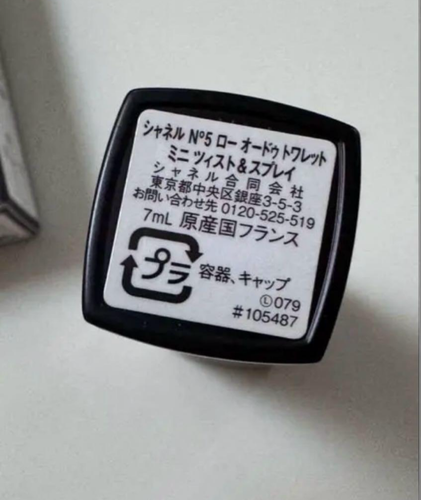 シャネル N°5 ロー オードゥ トワレット
ミニ ツイスト&スプレイ
シャネル合同会社
東京都中央区銀座3-5-3
お問い合わせ先 0120-525-519
7mL 原産国フランス
プラ 容器、キャップ
Ⓛ079
#105487